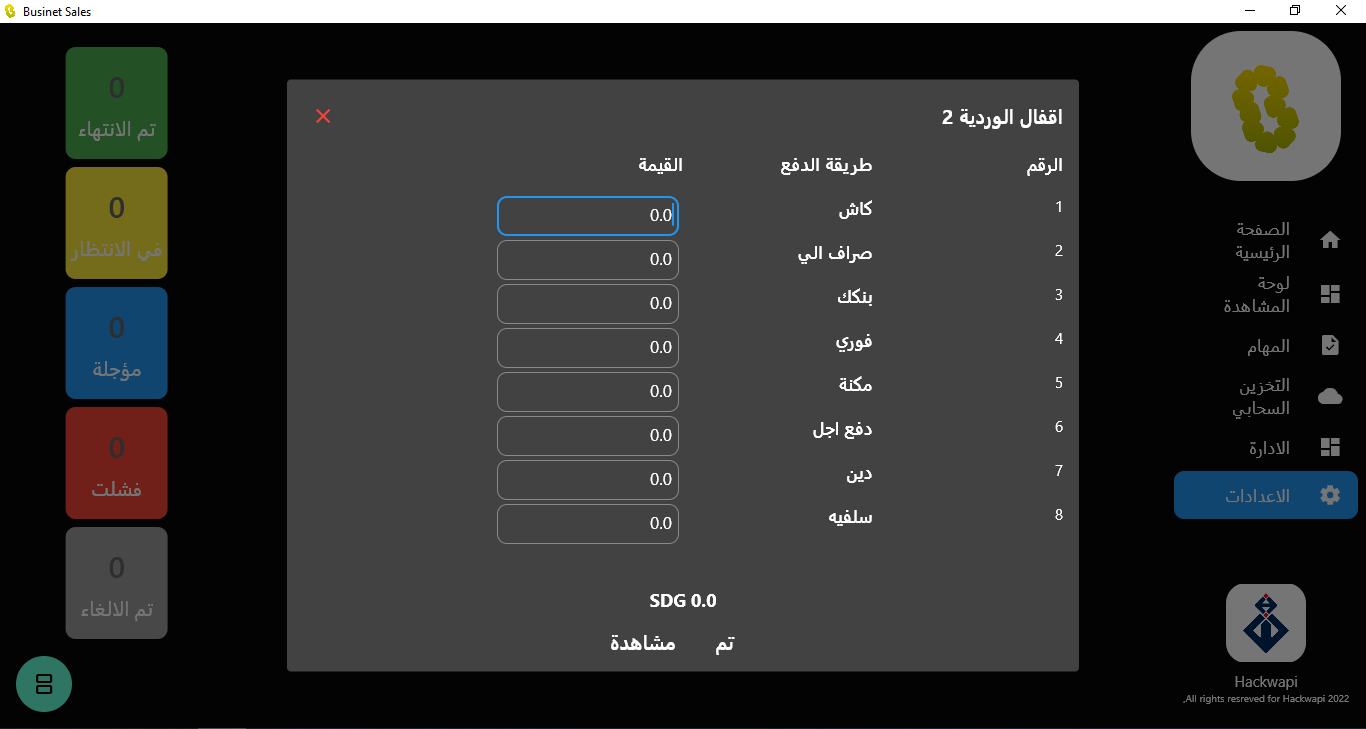 Businet Sales
الصفحة
الرئيسية
لوحة
المشاهدة
المهام
التخزين
السحابي
الادارة
الاعدادات
Hackwapi
All rights resreved for Hackwapi 2022,
اقفال الوردية 2
الرقم طريقة الدفع القيمة
1 كاش 0.0
2 صراف الي 0.0
3 بنكك 0.0
4 فوري 0.0
5 مكنة 0.0
6 دفع اجل 0.0
7 دين 0.0
8 سلفيه 0.0
SDG 0.0
تم مشاهدة
0
تم الانتهاء
0
في الانتظار
0
مؤجلة
0
فشلت
0
تم الالغاء